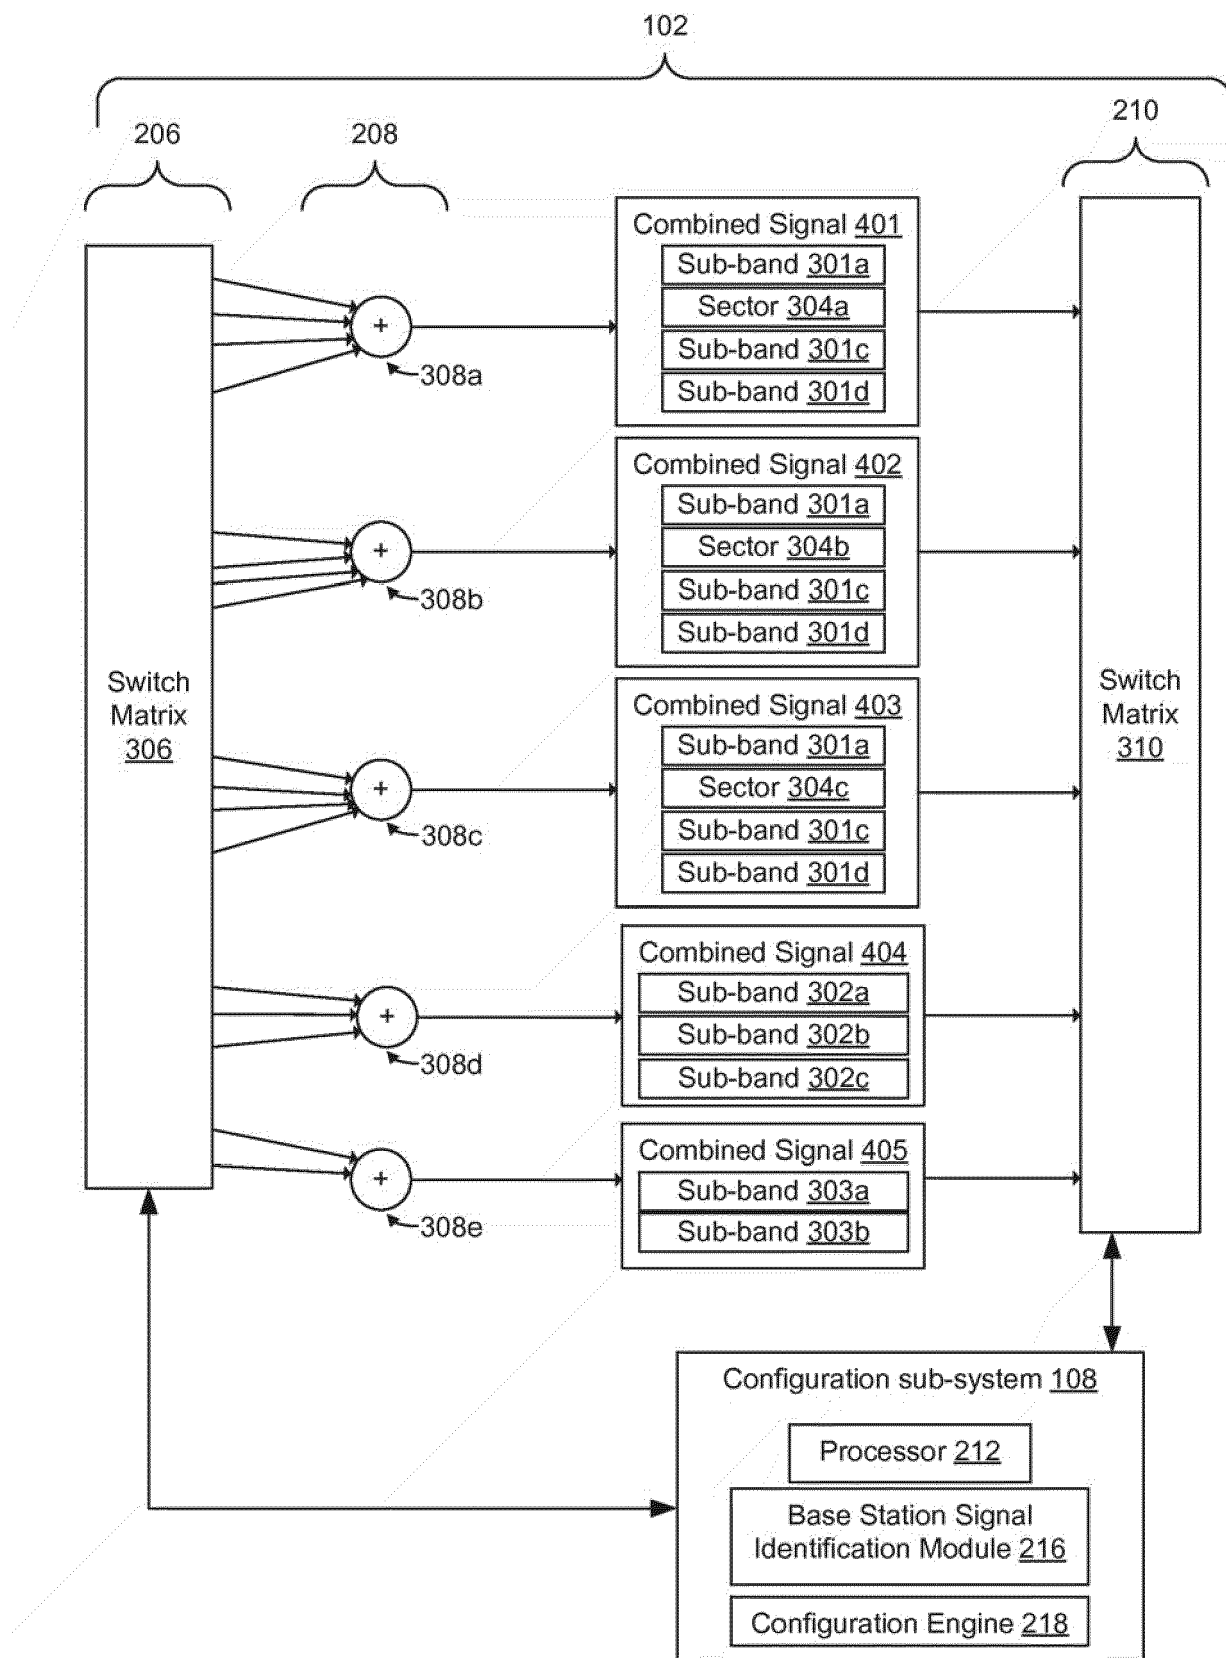 102
206
208
210
Combined Signal 401
Sub-band 301a
Sector 304a
Sub-band 301c
Sub-band 301d
+
308a
Combined Signal 402
Sub-band 301a
Sector 304b
Sub-band 301c
Sub-band 301d
+
308b
Switch
Matrix
306
Combined Signal 403
Sub-band 301a
Sector 304c
Sub-band 301c
Sub-band 301d
Switch
Matrix
310
+
308c
Combined Signal 404
Sub-band 302a
Sub-band 302b
Sub-band 302c
+
308d
Combined Signal 405
Sub-band 303a
Sub-band 303b
+
308e
Configuration sub-system 108
Processor 212
Base Station Signal
Identification Module 216
Configuration Engine 218